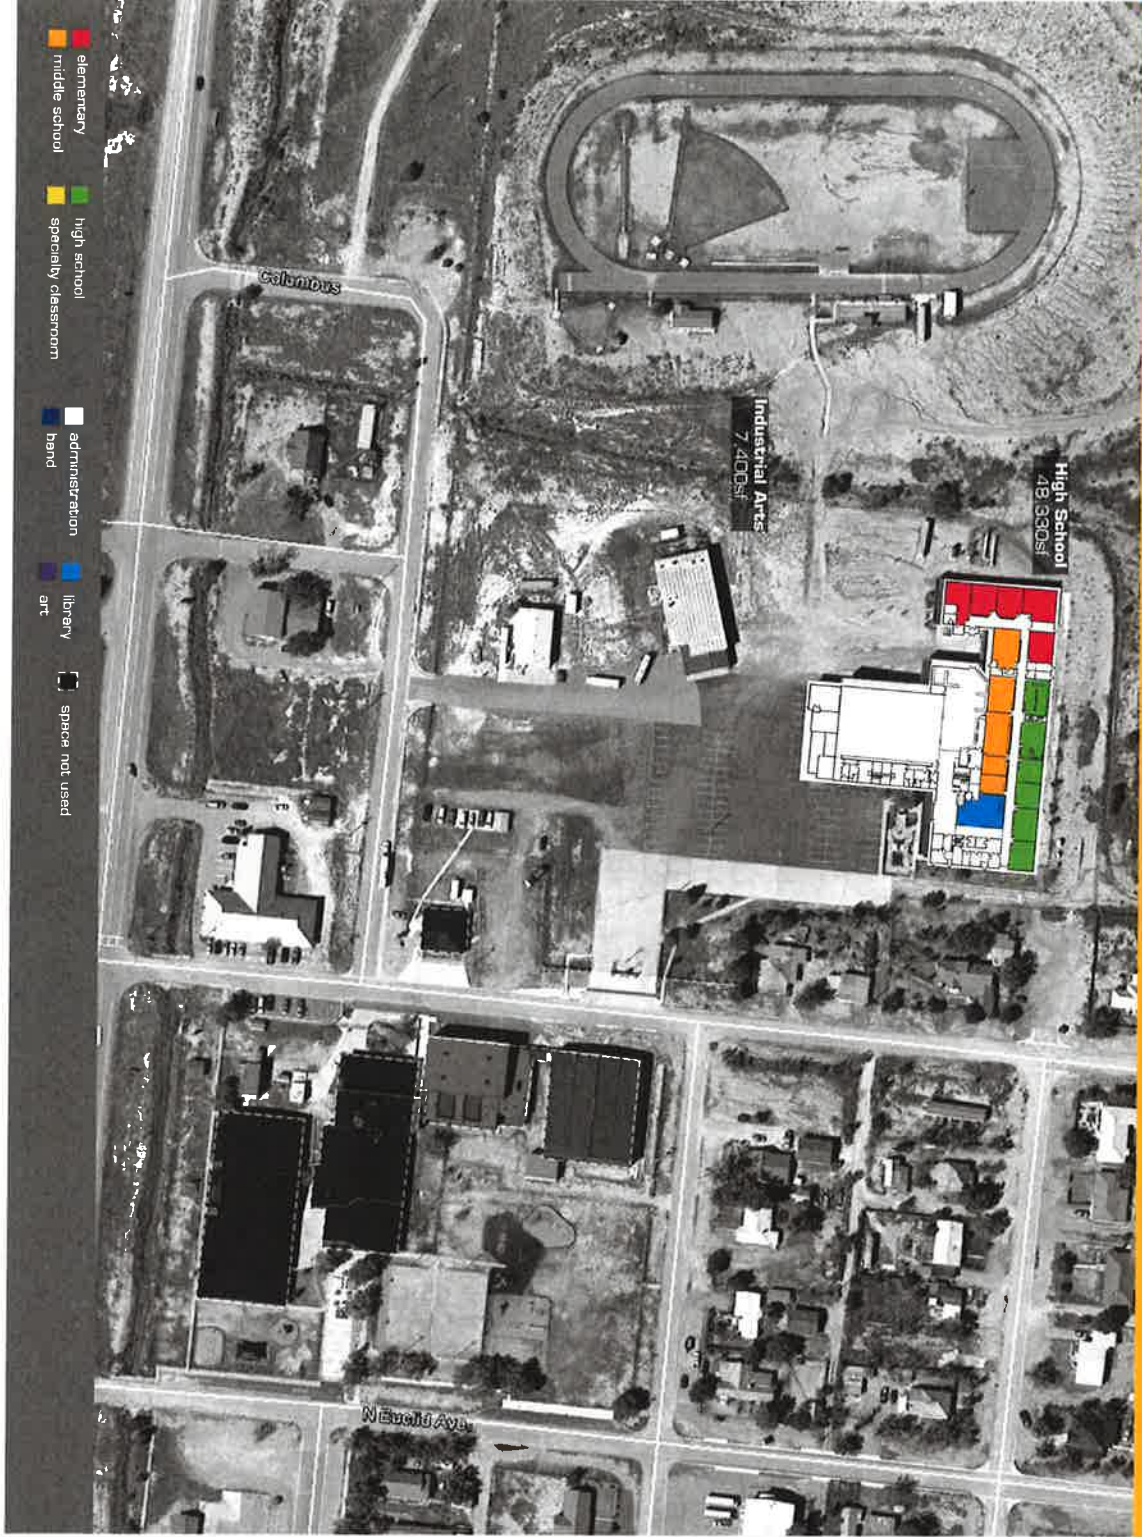 High School
48,330sf
Industrial Arts
7,400sf
Columbus
N Euclid Ave.
elementary
middle school
high school
specialty classroom
administration
band
library
art
space not used